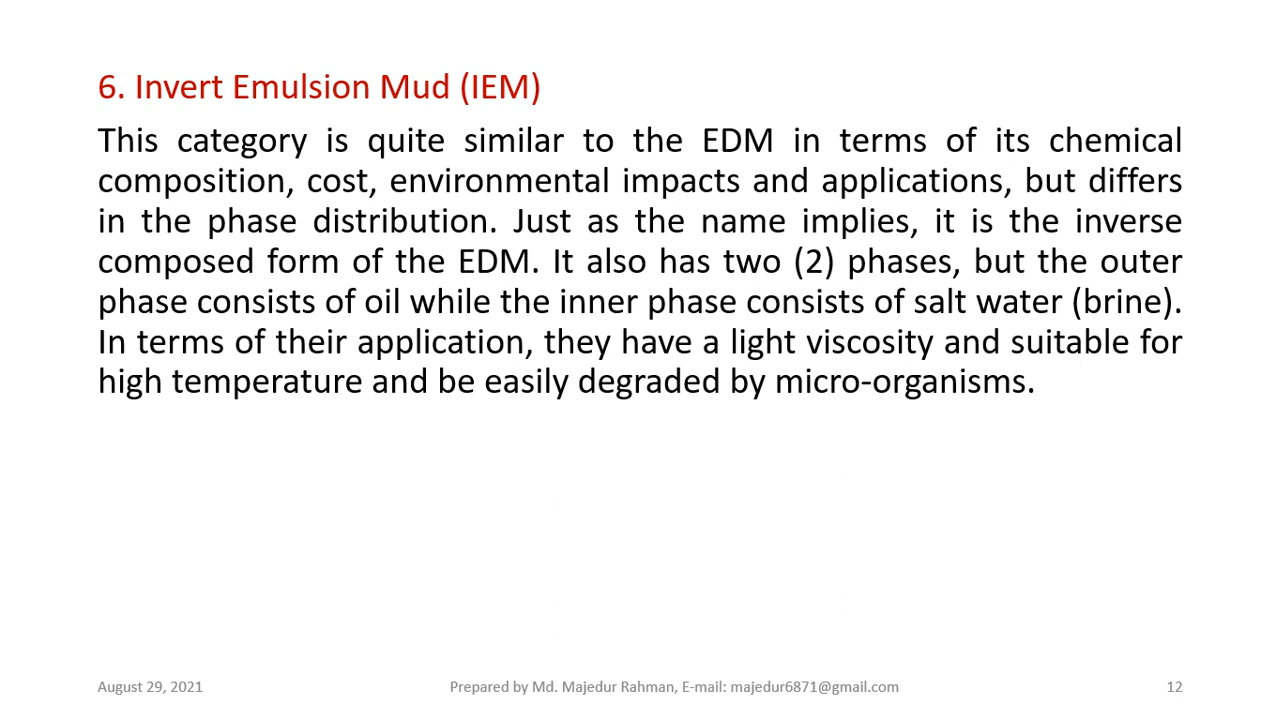 6. Invert Emulsion Mud (IEM)
This category is quite similar to the EDM in terms of its chemical
composition, cost, environmental impacts and applications, but differs
in the phase distribution. Just as the name implies, it is the inverse
composed form of the EDM. It also has two (2) phases, but the outer
phase consists of oil while the inner phase consists of salt water (brine).
In terms of their application, they have a light viscosity and suitable for
high temperature and be easily degraded by micro-organisms.
August 29, 2021
Prepared by Md. Majedur Rahman, E-mail: majedur6871@gmail.com
12